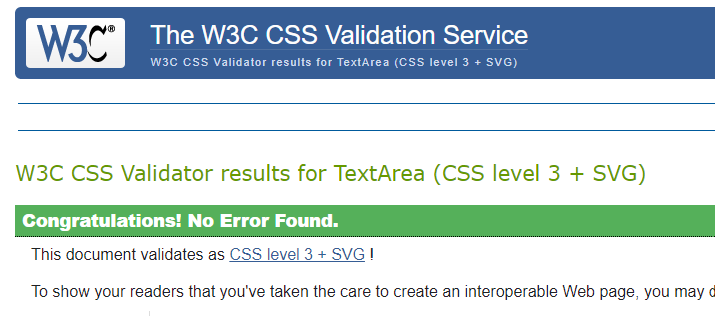 W3C®
The W3C CSS Validation Service
W3C CSS Validator results for TextArea (CSS level 3 + SVG)
W3C CSS Validator results for TextArea (CSS level 3 + SVG)
Congratulations! No Error Found.
This document validates as CSS level 3 + SVG !
To show your readers that you've taken the care to create an interoperable Web page, you may